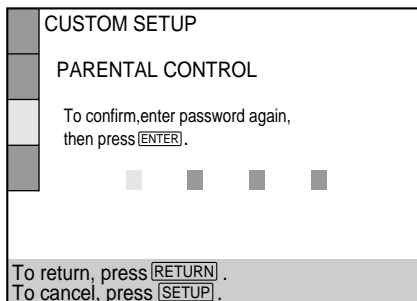 CUSTOM SETUP
PARENTAL CONTROL
To confirm,enter password again,
then press ENTER.
To return, press RETURN .
To cancel, press SETUP .